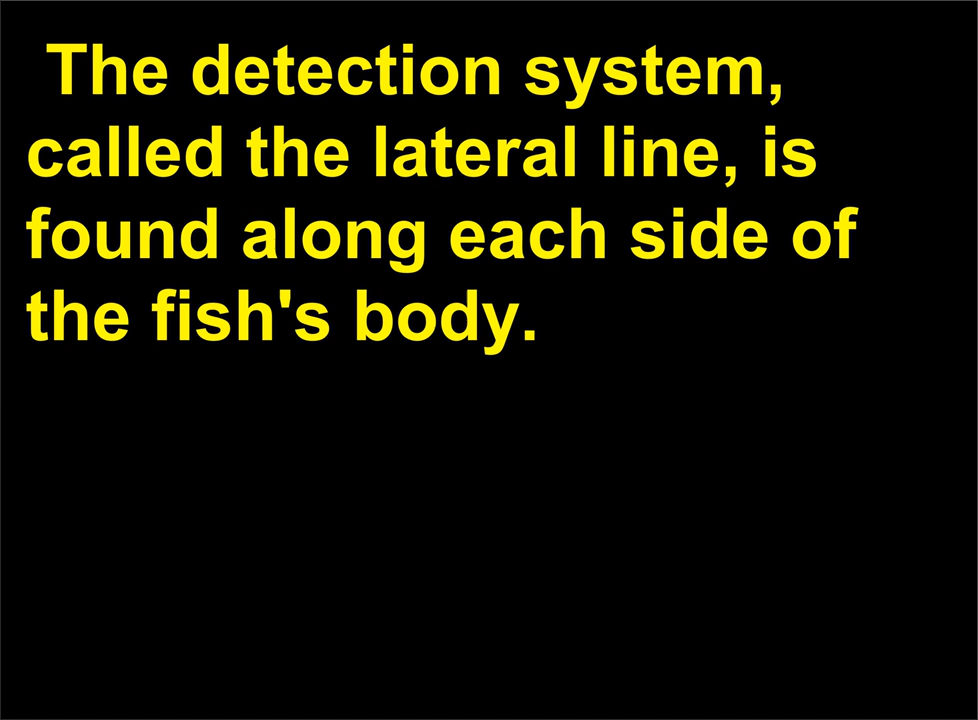 The detection system,
called the lateral line, is
found along each side of
the fish's body.